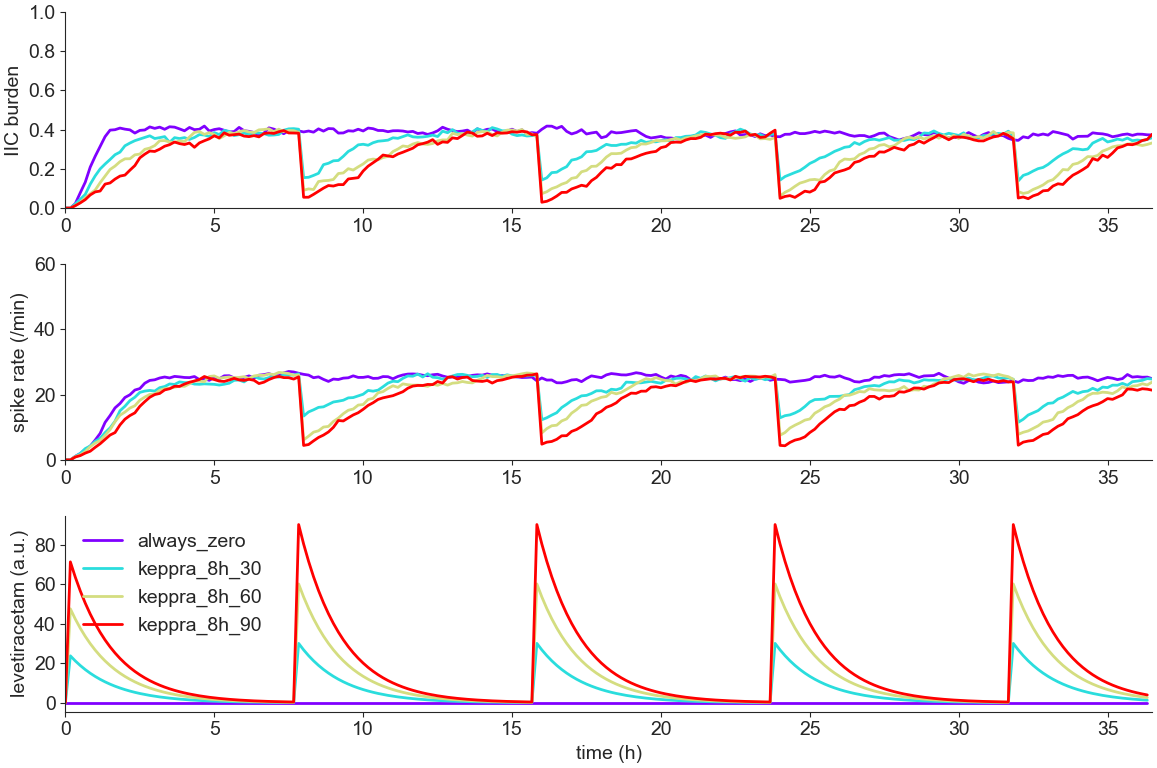 1.0
0.8
0.6
0.4
0.2
0.0
IIC burden
0 5 10 15 20 25 30 35
60
40
20
0
spike rate (/min)
0 5 10 15 20 25 30 35
80
60
40
20
0
levetiracetam (a.u.)
always_zero
keppra_8h_30
keppra_8h_60
keppra_8h_90
0 5 10 15 20 25 30 35
time (h)